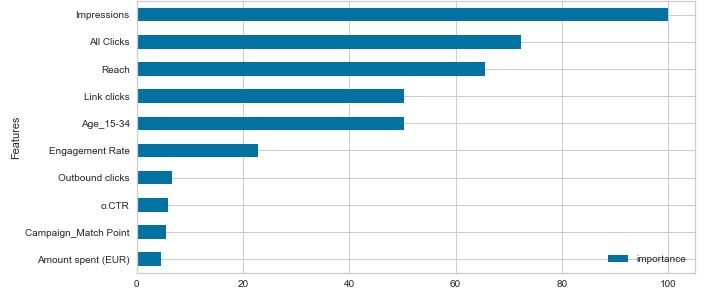 Features
Impressions
All Clicks
Reach
Link clicks
Age_15-34
Engagement Rate
Outbound clicks
o.CTR
Campaign_Match Point
Amount spent (EUR)
importance
0 20 40 60 80 100